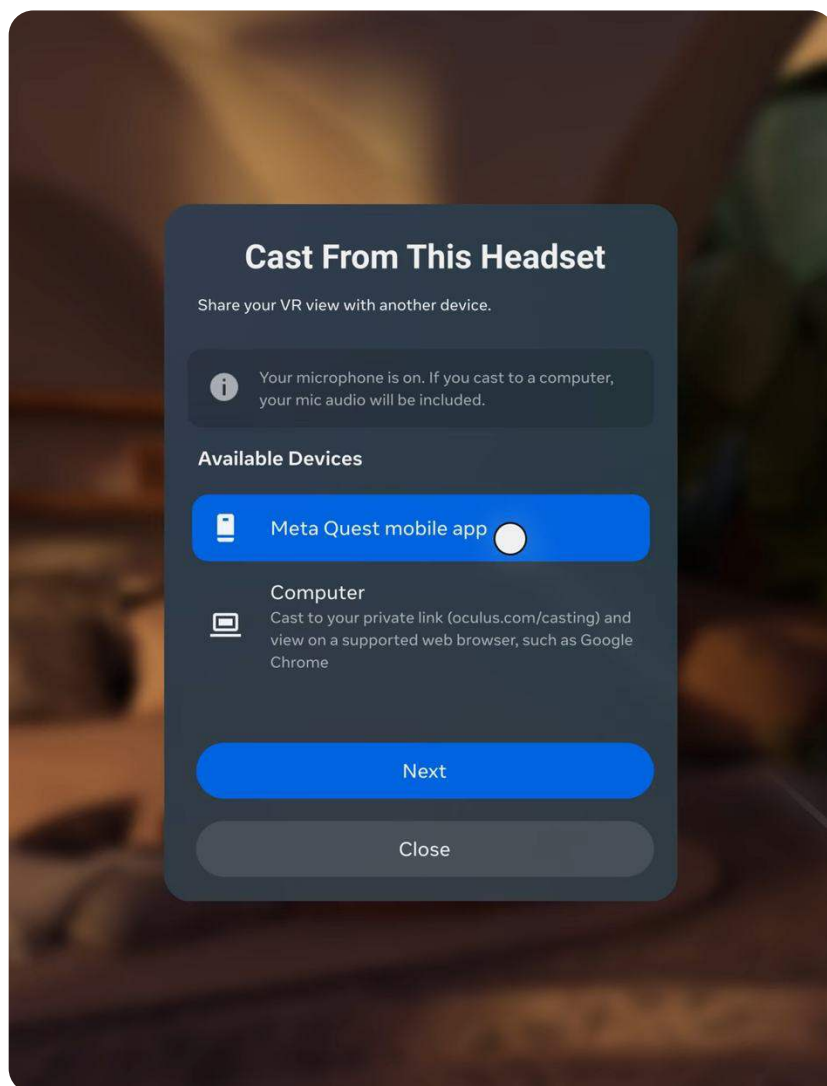 Cast From This Headset
Share your VR view with another device.
Your microphone is on. If you cast to a computer,
your mic audio will be included.
Available Devices
Meta Quest mobile app
Computer
Cast to your private link (oculus.com/casting) and
view on a supported web browser, such as Google
Chrome
Next
Close